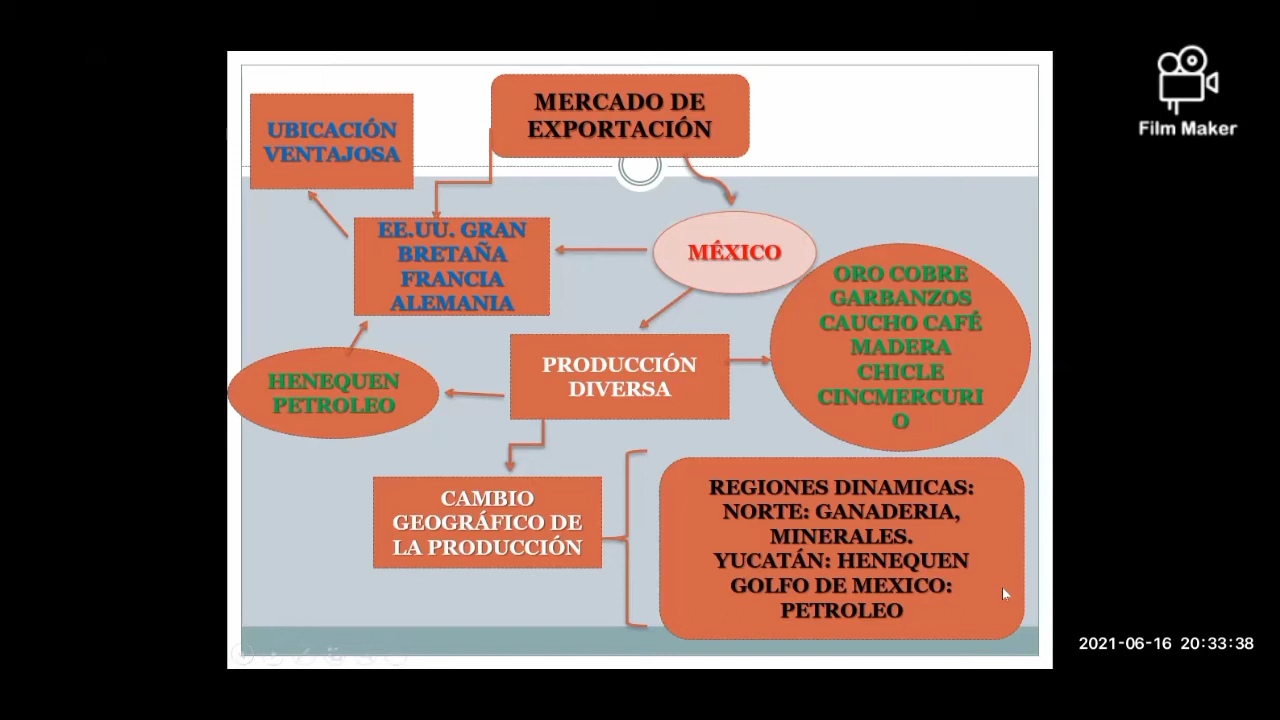 MERCADO DE
EXPORTACIÓN
UBICACIÓN
VENTAJOSA
EE.UU. GRAN
BRETAÑA
FRANCIA
ALEMANIA
MÉXICO
ORO COBRE
GARBANZOS
CAUCHO CAFÉ
MADERA
CHICLE
CINCMERCURI
O
PRODUCCIÓN
DIVERSA
HENEQUEN
PETROLEO
CAMBIO
GEOGRÁFICO DE
LA PRODUCCIÓN
REGIONES DINAMICAS:
NORTE: GANADERIA,
MINERALES.
YUCATÁN: HENEQUEN
GOLFO DE MEXICO:
PETROLEO
Film Maker
2021-06-16 20:33:38